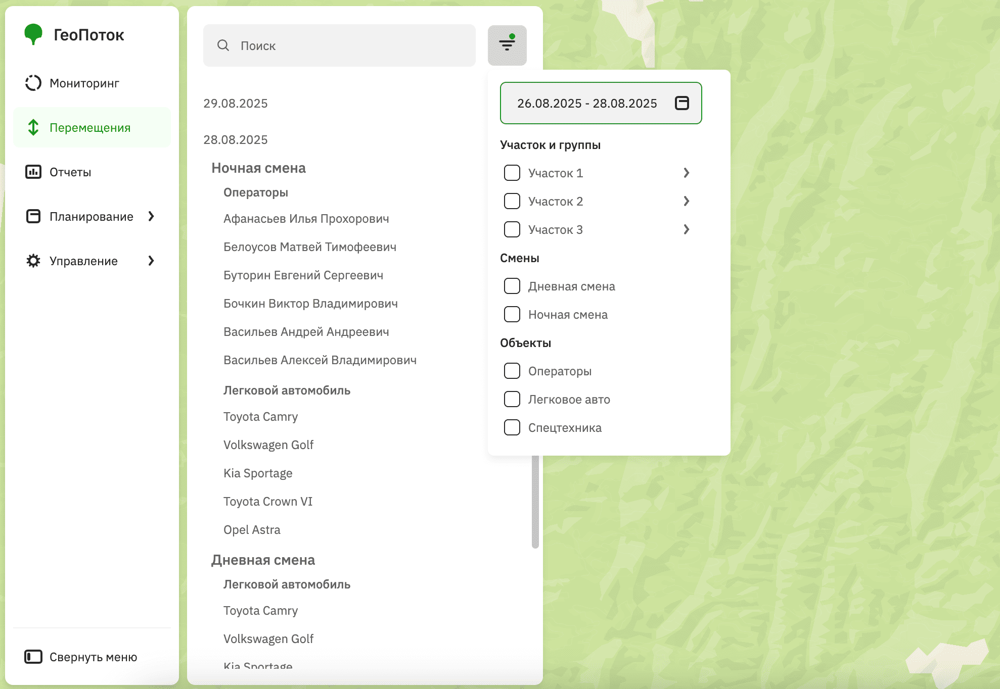 ГеоПоток
Мониторинг
Перемещения
Отчеты
Планирование
Управление
Свернуть меню
Поиск
29.08.2025
28.08.2025
Ночная смена
Операторы
Афанасьев Илья Прохорович
Белоусов Матвей Тимофеевич
Буторин Евгений Сергеевич
Бочкин Виктор Владимирович
Васильев Андрей Андреевич
Васильев Алексей Владимирович
Легковой автомобиль
Toyota Camry
Volkswagen Golf
Kia Sportage
Toyota Crown VI
Opel Astra
Дневная смена
Легковой автомобиль
Toyota Camry
Volkswagen Golf
Kia Sportage
26.08.2025 - 28.08.2025
Участок и группы
Участок 1
Участок 2
Участок 3
Смены
Дневная смена
Ночная смена
Объекты
Операторы
Легковое авто
Спецтехника